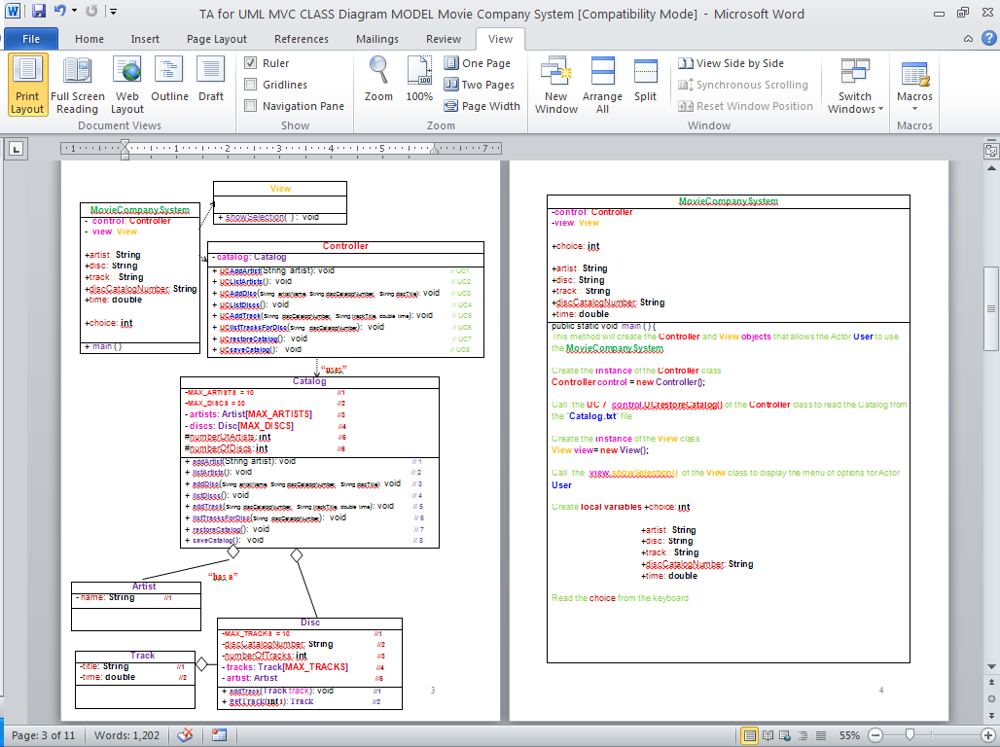 TA for UML MVC CLASS Diagram MODEL Movie Company System [Compatibility Mode] - Microsoft Word
File Home Insert Page Layout References Mailings Review View
Print Layout
Full Screen Reading
Web Layout
Outline
Draft
Document Views
Ruler
Gridlines
Navigation Pane
Show
Zoom
100%
One Page
Two Pages
Page Width
Zoom
New Window
Arrange All
Split
View Side by Side
Synchronous Scrolling
Reset Window Position
Window
Switch Windows
Macros
Macros
1 1 2 3 4 5 7
View
+ showSelection( ) : void
MovieCompanySystem
- control: Controller
- view: View
+artist: String
+disc: String
+track: String
+discCatalogNumber: String
+time: double
+choice: int
+ main ( )
Controller
- catalog: Catalog
+ UCAddArtist(String artist): void // UC1
+ UCListArtists(): void // UC2
+ UCAddDisc(String artistName, String discCatalogNumber, String discTitle): void // UC3
+ UCListDiscs(): void // UC4
+ UCAddTrack(String discCatalogNumber, String trackTitle, double time): void // UC5
+ UClistTracksForDisc(String discCatalogNumber): void // UC6
+ UCrestoreCatalog(): void // UC7
+ UCsaveCatalog(): void // UC8
"uses"
Catalog
-MAX_ARTISTS = 10 //1
-MAX_DISCS = 30 //2
- artists: Artist[MAX_ARTISTS] //3
- discs: Disc[MAX_DISCS] //4
#numberOfArtists: int //5
#numberOfDiscs: int //6
+ addArtist(String artist): void // 1
+ listArtists(): void // 2
+ addDisc(String artistName, String discCatalogNumber, String discTitle): void // 3
+ listDiscs(): void // 4
+ addTrack(String discCatalogNumber, String trackTitle, double time): void // 5
+ listTracksForDisc(String discCatalogNumber): void // 6
+ restoreCatalog(): void // 7
+ saveCatalog(): void // 8
"has a"
Artist
- name: String //1
Track
-title: String //1
-time: double //2
Disc
-MAX_TRACKS = 10 //1
-discCatalogNumber: String //2
-numberOfTracks: int //3
- tracks: Track[MAX_TRACKS] //4
- artist: Artist //5
+ addTrack(Track track): void //1
+ getTrack(int i): Track //2
3
MovieCompanySystem
-control: Controller
-view: View
+choice: int
+artist: String
+disc: String
+track: String
+discCatalogNumber: String
+time: double
public static void main ( ) {
This method will create the Controller and View objects that allows the Actor User to use
the MovieCompanySystem
Create the instance of the Controller class
Controller control = new Controller();
Call the UC 7 control.UCrestoreCatalog() of the Controller class to read the Catalog from
the "Catalog.txt" file
Create the instance of the View class
View view= new View();
Call the view.showSelection() of the View class to display the menu of options for Actor
User
Create local variables +choice: int
+artist: String
+disc: String
+track: String
+discCatalogNumber: String
+time: double
Read the choice from the keyboard
4
Page: 3 of 11 Words: 1,202 55%